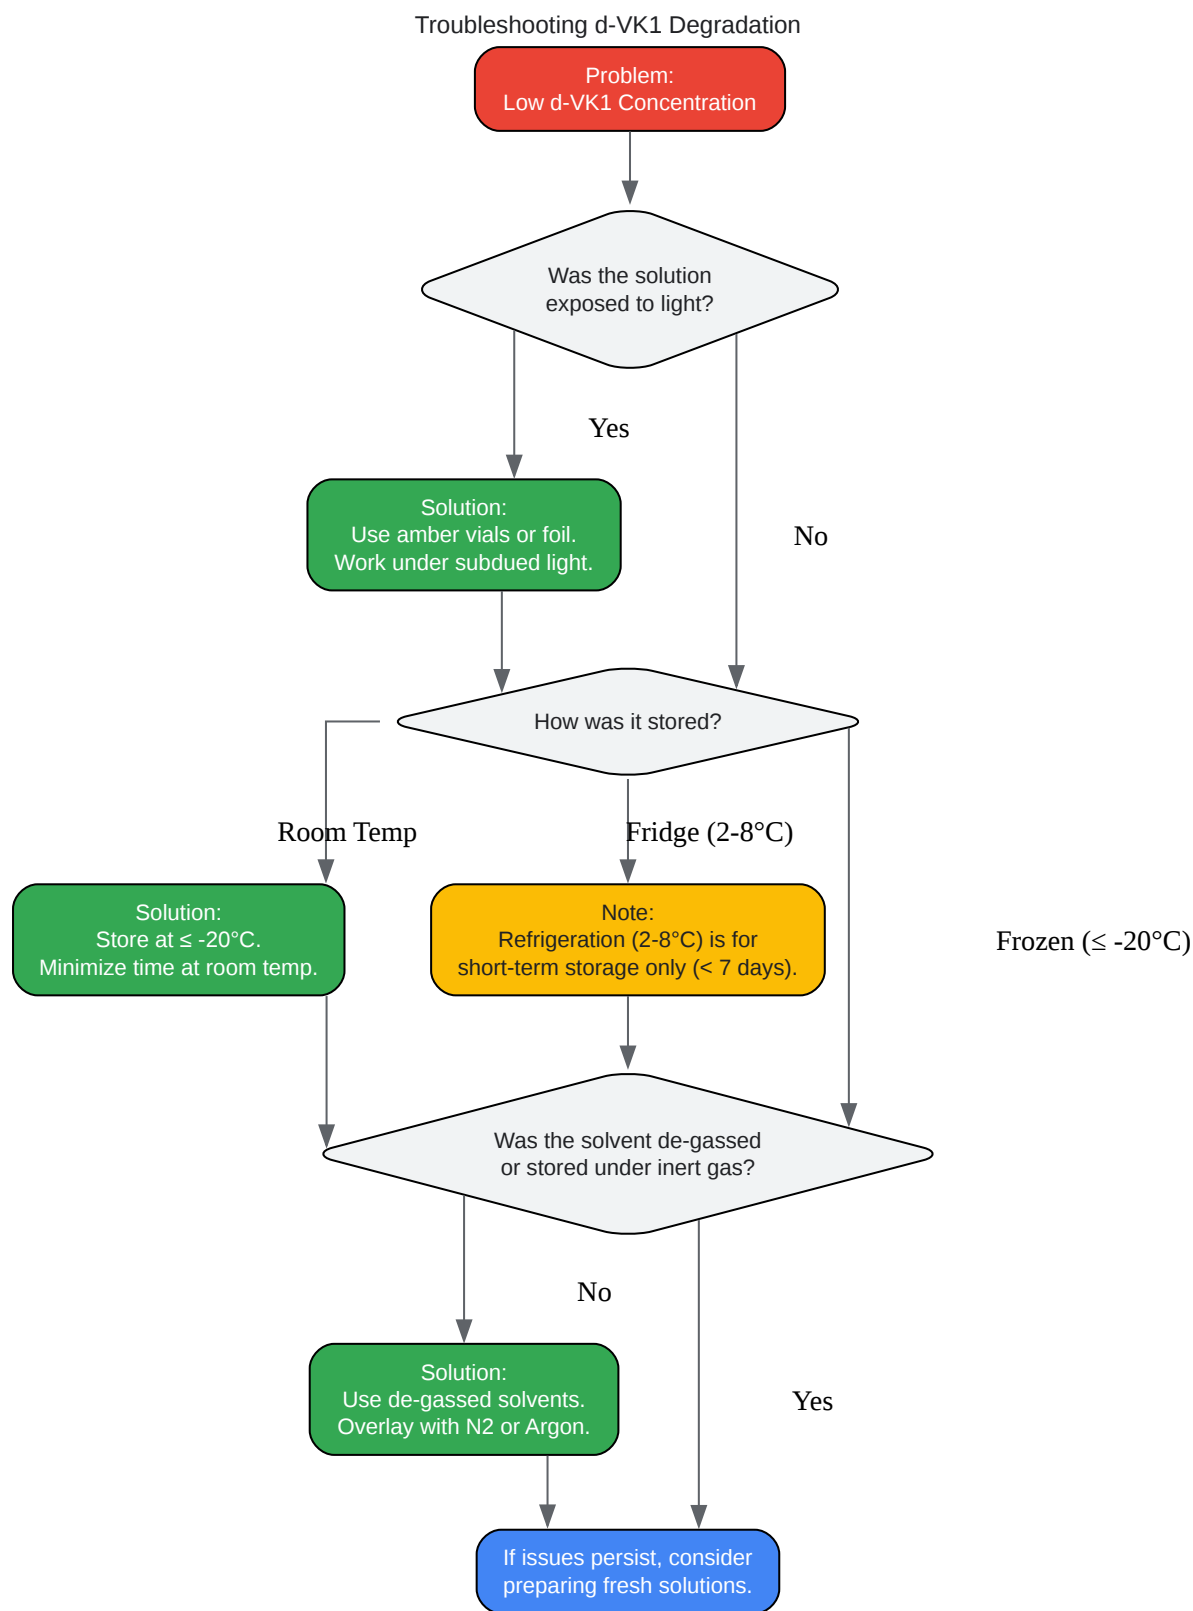 Troubleshooting d-VK1 Degradation
Problem:
Low d-VK1 Concentration
Was the solution
exposed to light?
Yes
No
Solution:
Use amber vials or foil.
Work under subdued light.
How was it stored?
Room Temp
Fridge (2-8°C)
Frozen (≤ -20°C)
Solution:
Store at ≤ -20°C.
Minimize time at room temp.
Note:
Refrigeration (2-8°C) is for
short-term storage only (< 7 days).
Was the solvent de-gassed
or stored under inert gas?
No
Yes
Solution:
Use de-gassed solvents.
Overlay with N2 or Argon.
If issues persist, consider
preparing fresh solutions.